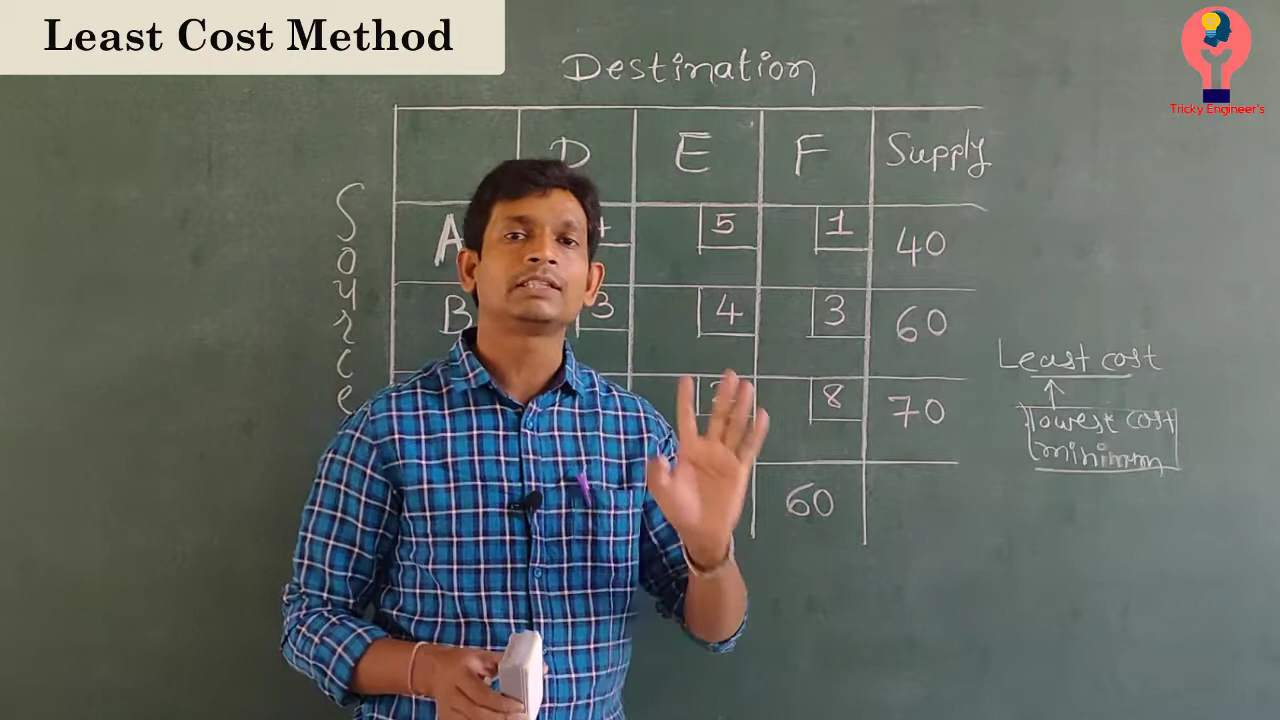 Least Cost Method
Tricky Engineer's
Destination
D E F Supply
Source
A 5 1 40
B 3 4 3 60
8 70
60
Least cost
lowest cost
minimum